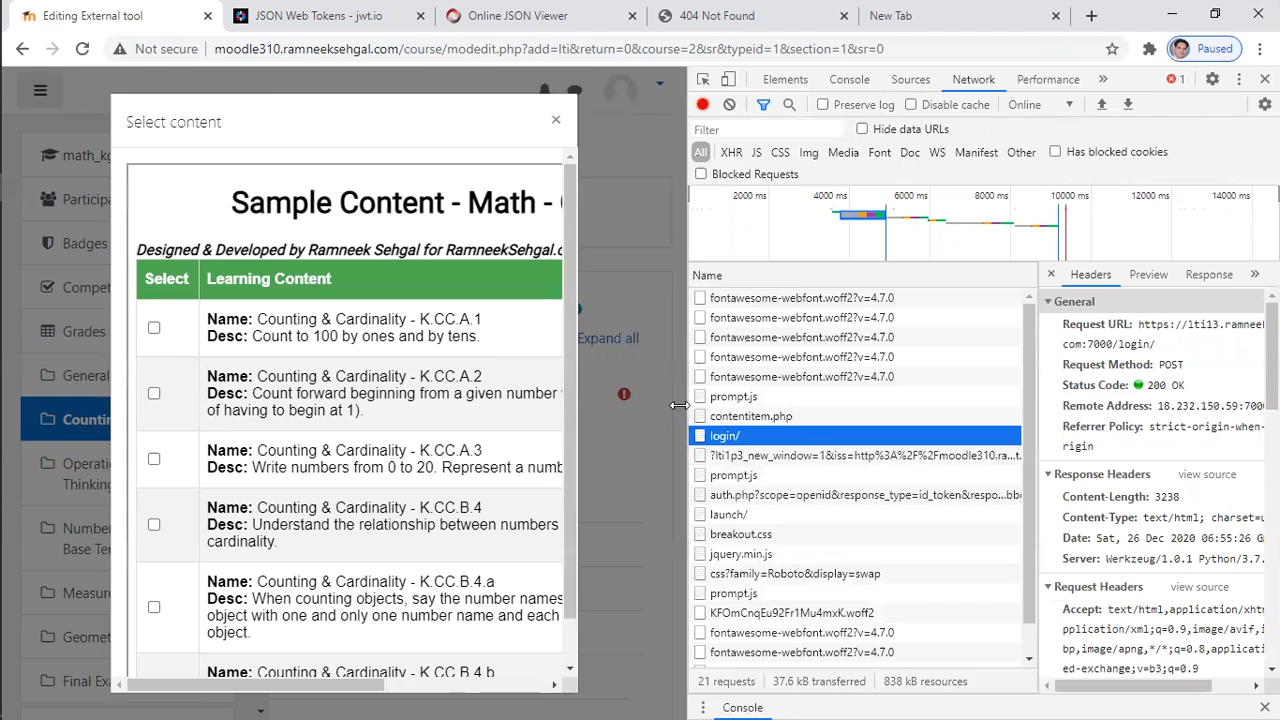 Editing External tool
JSON Web Tokens - jwt.io
Online JSON Viewer
404 Not Found
New Tab
Not secure
moodle310.ramneeksehgal.com/course/modedit.php?add=lti&return=0&course=2&sr&typeid=1&section=1&sr=0
Paused
math_kg
Participa
Badges
Compet
Grades
General
Countin
Operatio
Thinking
Number
Base Ten
Measure
Geomet
Final Exa
Expand all
Select content
Sample Content - Math -
Designed & Developed by Ramneek Sehgal for RamneekSehgal.c
Select
Learning Content
Name: Counting & Cardinality - K.CC.A.1
Desc: Count to 100 by ones and by tens.
Name: Counting & Cardinality - K.CC.A.2
Desc: Count forward beginning from a given number
of having to begin at 1).
Name: Counting & Cardinality - K.CC.A.3
Desc: Write numbers from 0 to 20. Represent a numb
Name: Counting & Cardinality - K.CC.B.4
Desc: Understand the relationship between numbers
cardinality.
Name: Counting & Cardinality - K.CC.B.4.a
Desc: When counting objects, say the number names
object with one and only one number name and each
object.
Name: Counting & Cardinality - K.CC.B.4.b
Elements
Console
Sources
Network
Performance
1
Preserve log
Disable cache
Online
Filter
Hide data URLs
All
XHR
JS
CSS
Img
Media
Font
Doc
WS
Manifest
Other
Has blocked cookies
Blocked Requests
2000 ms
4000 ms
6000 ms
8000 ms
10000 ms
12000 ms
14000 ms
Name
fontawesome-webfont.woff2?v=4.7.0
fontawesome-webfont.woff2?v=4.7.0
fontawesome-webfont.woff2?v=4.7.0
fontawesome-webfont.woff2?v=4.7.0
fontawesome-webfont.woff2?v=4.7.0
prompt.js
contentitem.php
login/
?lti1p3_new_window=1&iss=http%3A%2F%2Fmoodle310.ra...t.
prompt.js
auth.php?scope=openid&response_type=id_token&respo...bb
launch/
breakout.css
jquery.min.js
css?family=Roboto&display=swap
prompt.js
KFOmCnqEu92Fr1Mu4mxK.woff2
fontawesome-webfont.woff2?v=4.7.0
fontawesome-webfont.woff2?v=4.7.0
21 requests
37.6 kB transferred
838 kB resources
Headers
Preview
Response
General
Request URL: https://lti13.ramneek
com:7000/login/
Request Method: POST
Status Code: 200 OK
Remote Address: 18.232.150.59:700
Referrer Policy: strict-origin-when-
rigin
Response Headers
view source
Content-Length: 3238
Content-Type: text/html; charset=u
Date: Sat, 26 Dec 2020 06:55:26 G
Server: Werkzeug/1.0.1 Python/3.7.
Request Headers
view source
Accept: text/html,application/xhtm
pplication/xml;q=0.9,image/avif,i
bp,image/apng,*/*;q=0.8,applicati
ed-exchange;v=b3;q=0.9
Console